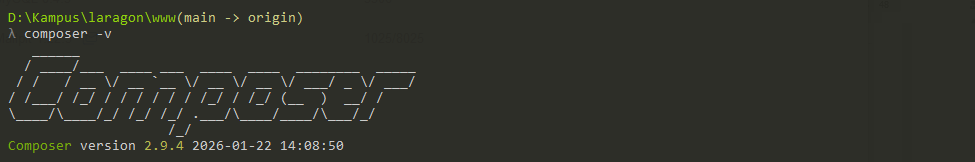 D:\Kampus\laragon\www(main -> origin)
λ composer -v
Composer
Composer version 2.9.4 2026-01-22 14:08:50